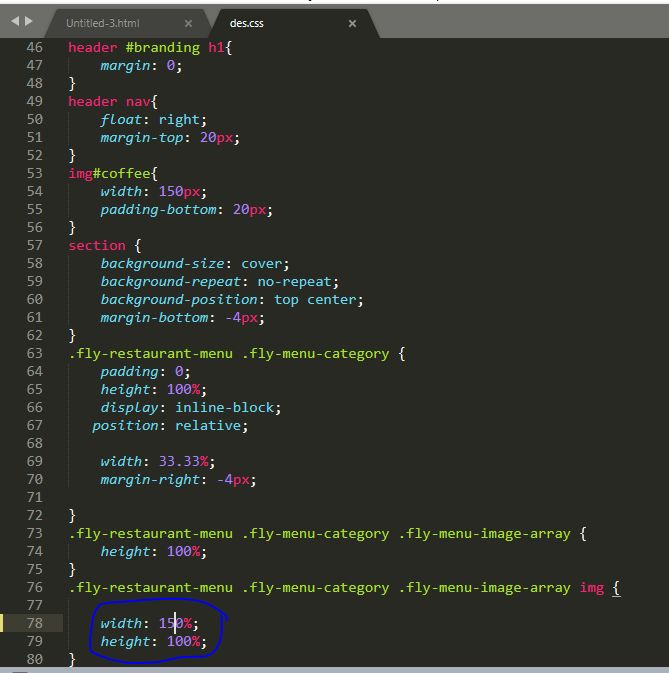 Untitled-3.html × des.css ×
46 header #branding h1{
47 margin: 0;
48 }
49 header nav{
50 float: right;
51 margin-top: 20px;
52 }
53 img#coffee{
54 width: 150px;
55 padding-bottom: 20px;
56 }
57 section {
58 background-size: cover;
59 background-repeat: no-repeat;
60 background-position: top center;
61 margin-bottom: -4px;
62 }
63 .fly-restaurant-menu .fly-menu-category {
64 padding: 0;
65 height: 100%;
66 display: inline-block;
67 position: relative;
68
69 width: 33.33%;
70 margin-right: -4px;
71
72 }
73 .fly-restaurant-menu .fly-menu-category .fly-menu-image-array {
74 height: 100%;
75 }
76 .fly-restaurant-menu .fly-menu-category .fly-menu-image-array img {
77
78 width: 150%;
79 height: 100%;
80 }